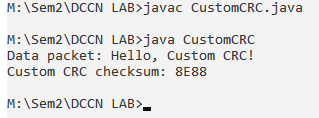 M:\Sem2\DCCN LAB>javac CustomCRC.java
M:\Sem2\DCCN LAB>java CustomCRC
Data packet: Hello, Custom CRC!
Custom CRC checksum: 8E88
M:\Sem2\DCCN LAB>